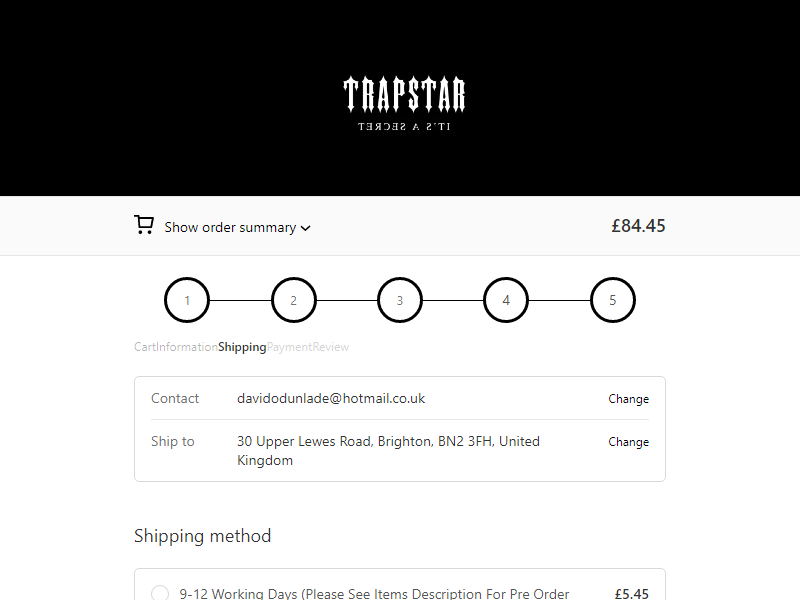 TRAPSTAR
IT'S A SECRET
Show order summary
£84.45
1 2 3 4 5
CartInformationShippingPaymentReview
Contact davidodunlade@hotmail.co.uk Change
Ship to 30 Upper Lewes Road, Brighton, BN2 3FH, United Change
Kingdom
Shipping method
9-12 Working Days (Please See Items Description For Pre Order £5.45